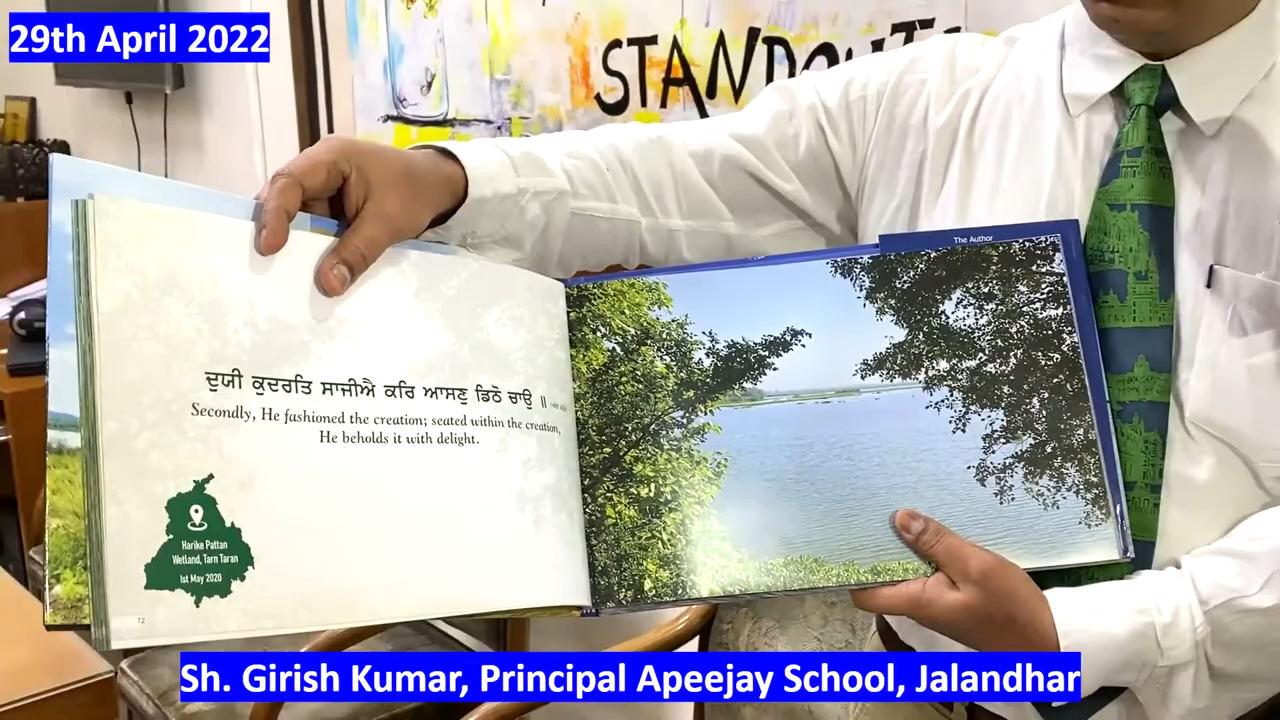 29th April 2022
The Author
ਦੁਯੀ ਕੁਦਰਤਿ ਸਾਜੀਐ ਕਰਿ ਆਸਣੁ ਡਿਠੋ ਚਾਉ ॥
Secondly, He fashioned the creation; seated within the creation,
He beholds it with delight.
Harike Pattan
Wetland, Tarn Taran
1st May 2020
72
Sh. Girish Kumar, Principal Apeejay School, Jalandhar